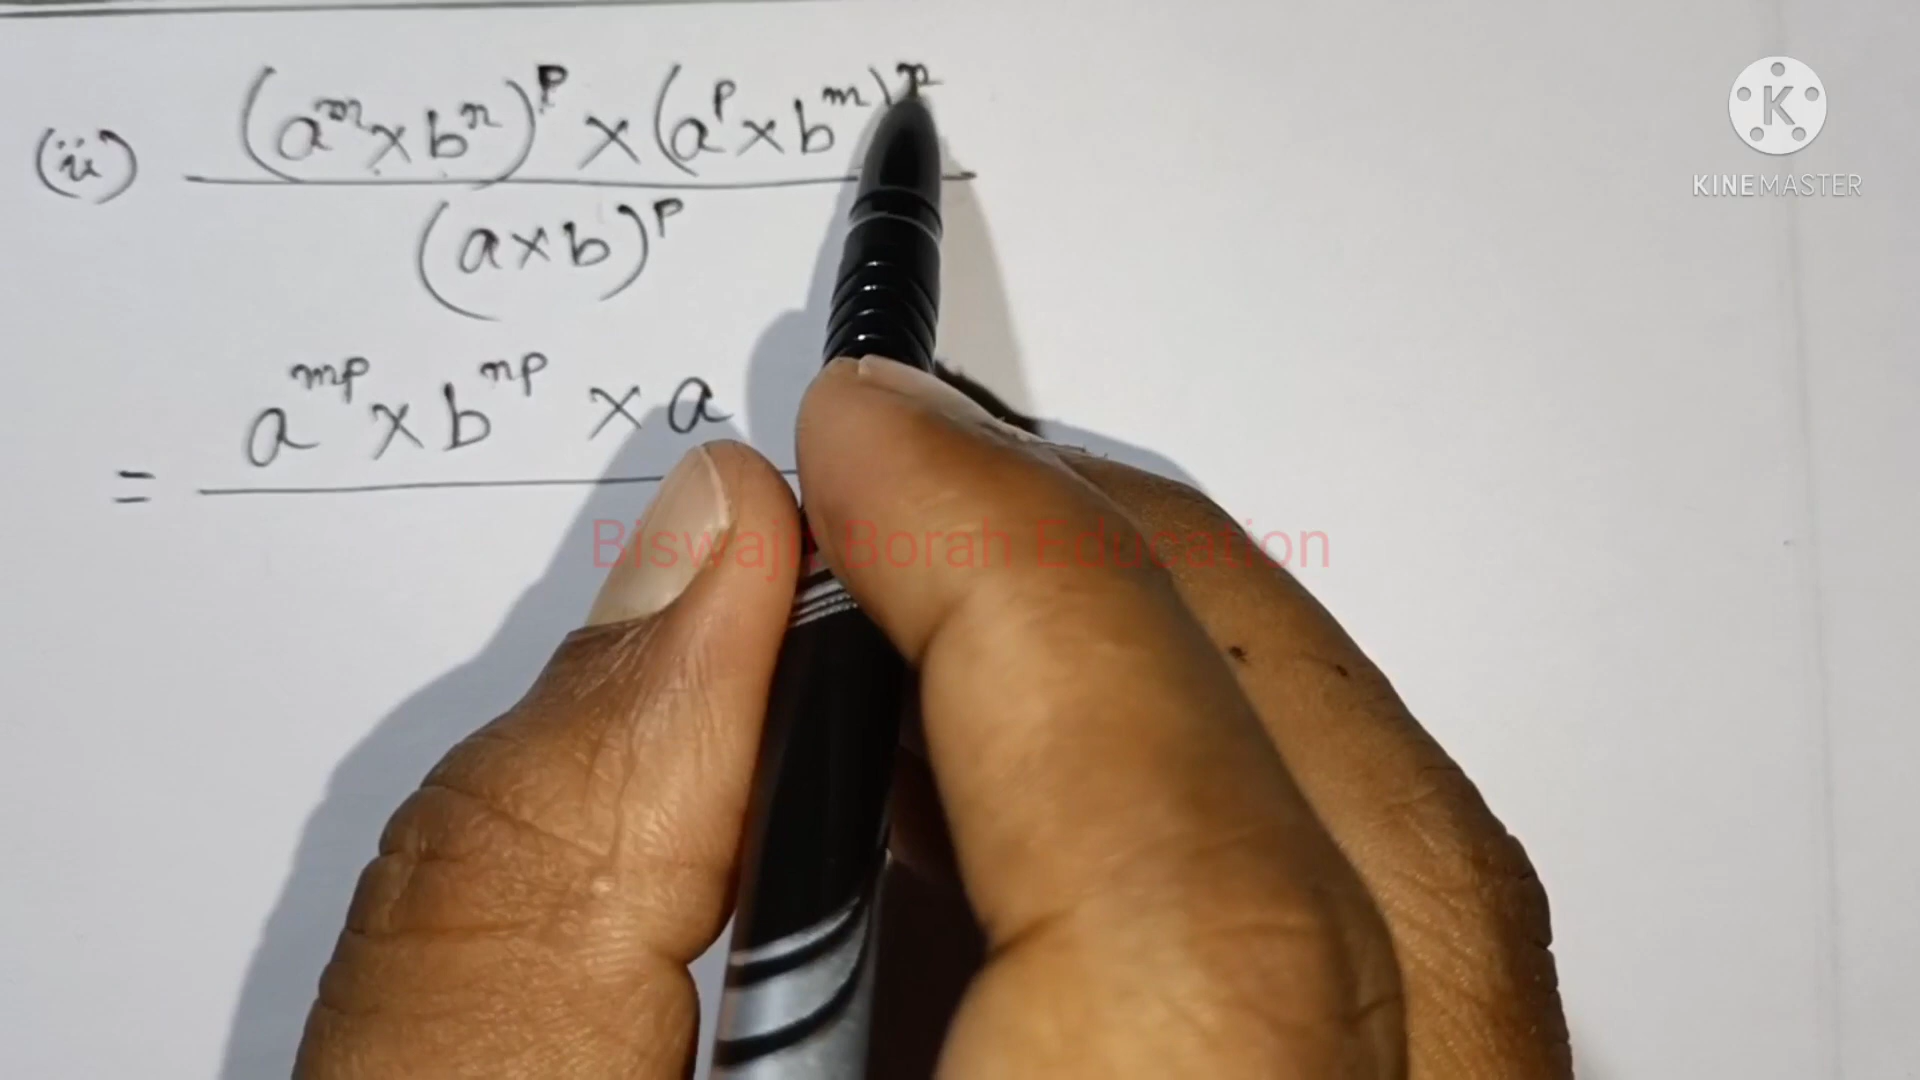 (ii) (a^m × b^n)^p × (a^p × b^m)^n
(a × b)^p
= a^mp × b^np × a
Biswajit Borah Education
K
KINEMASTER